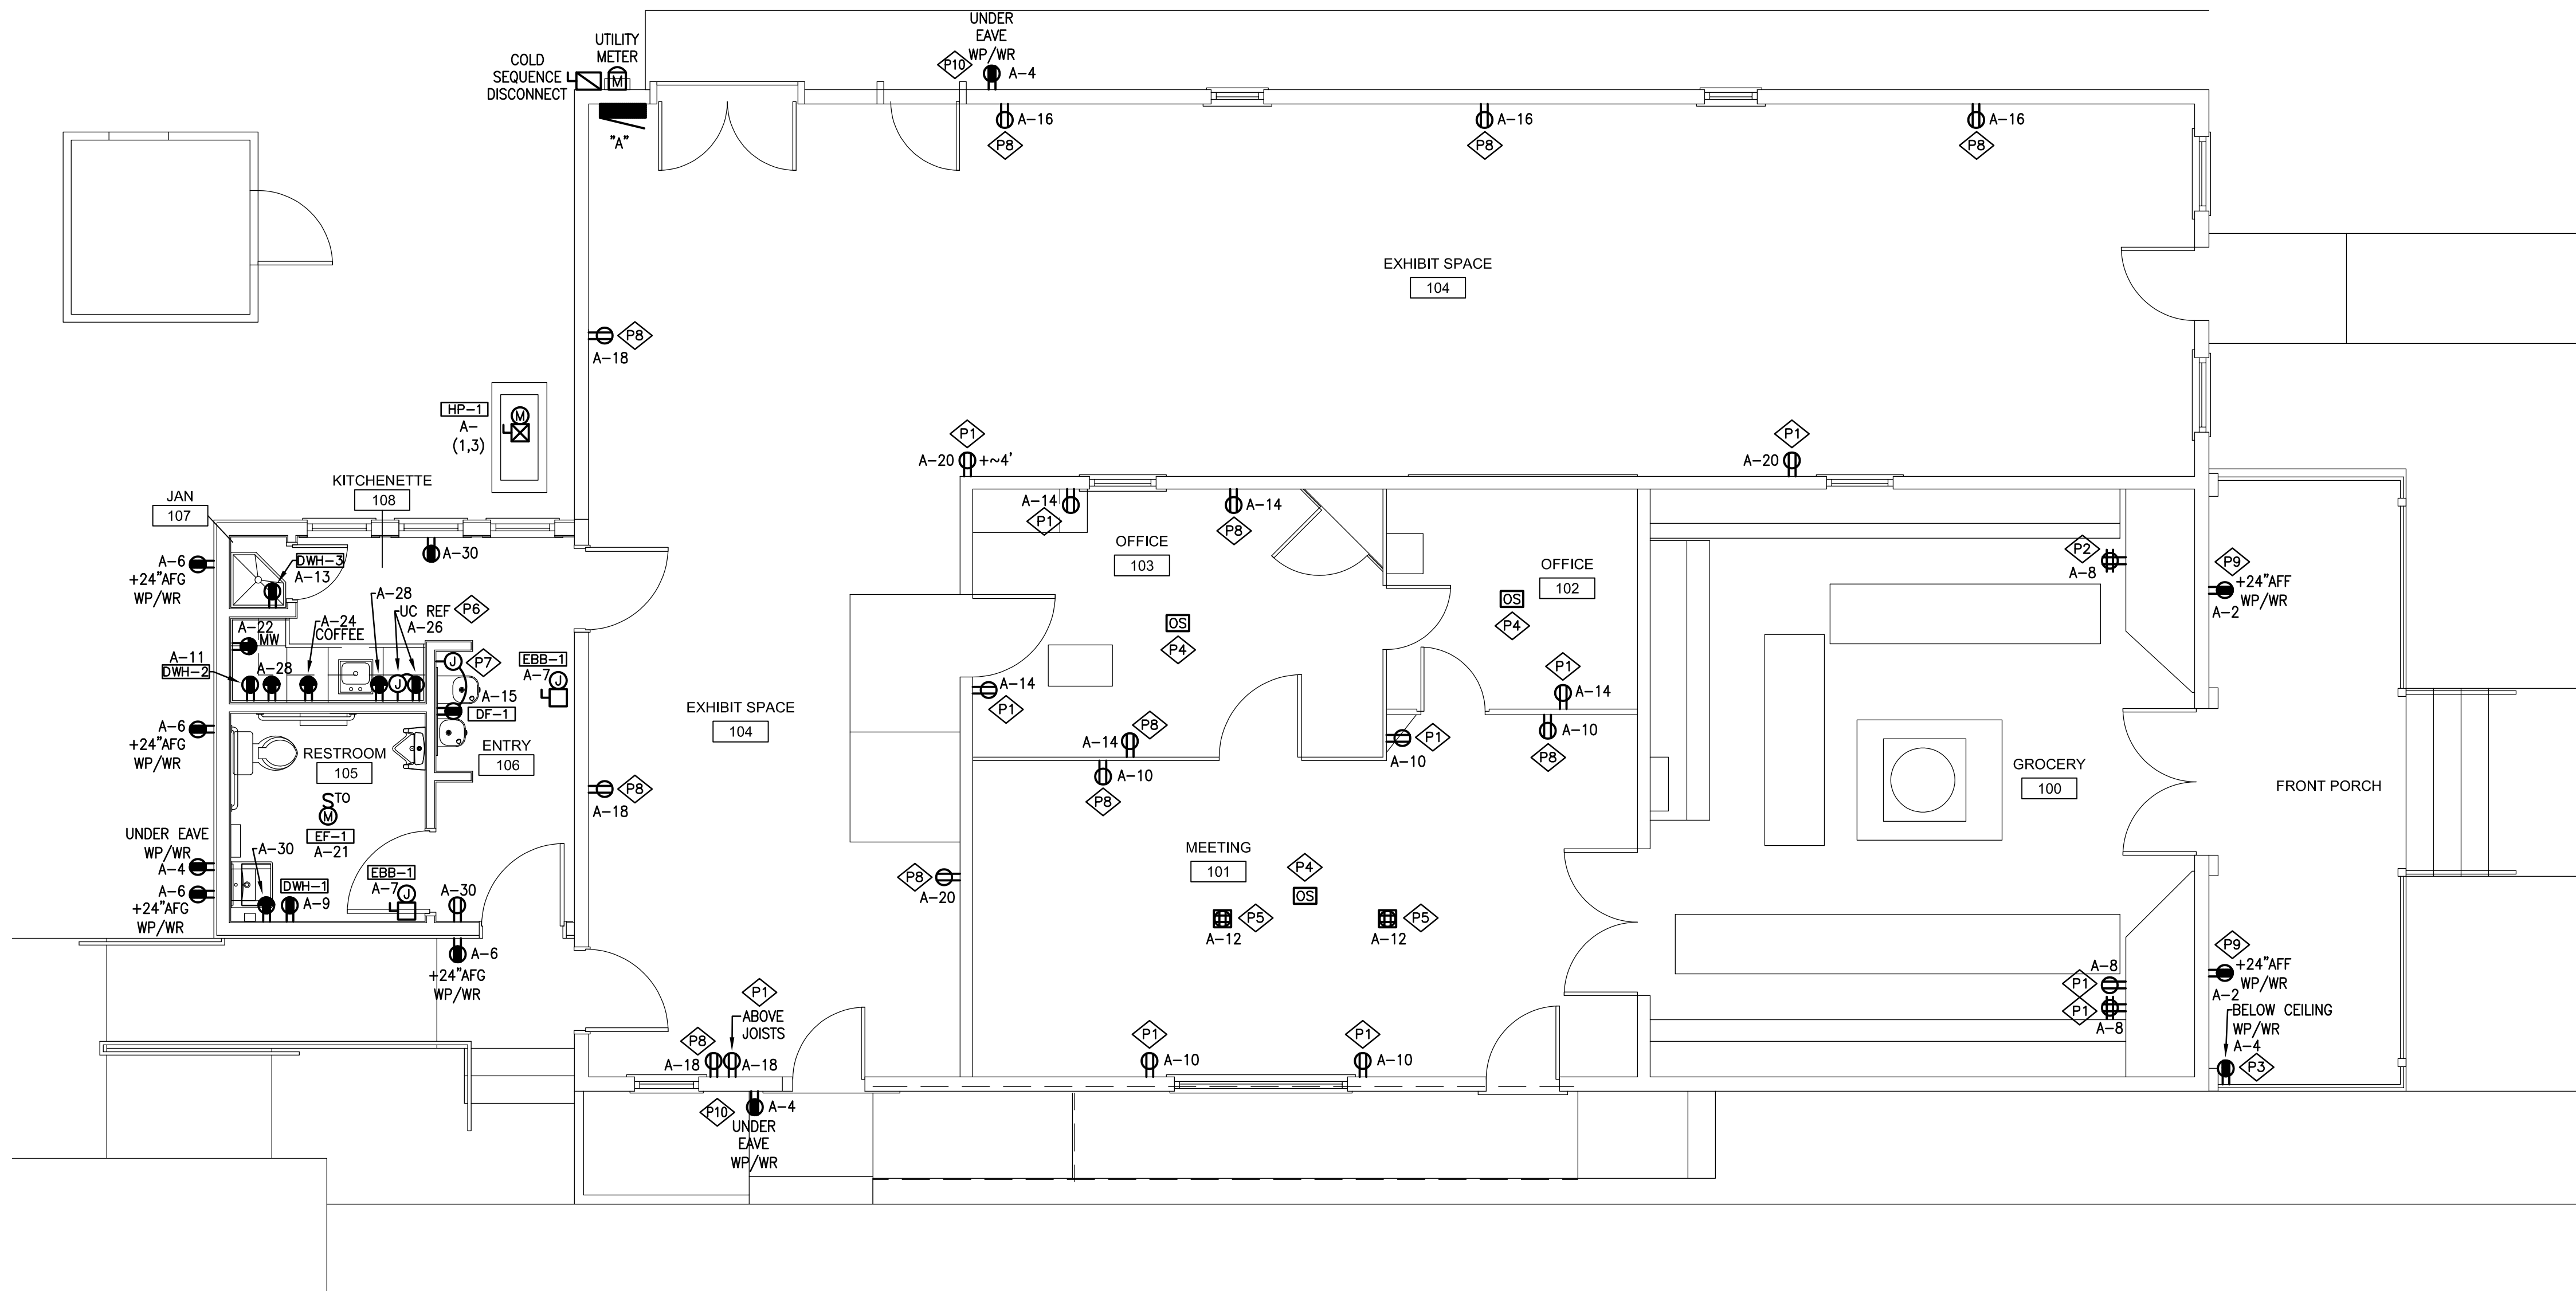 UNDER
EAVE
WP/WR
P10
A-4
UTILITY
METER
M
COLD
SEQUENCE
DISCONNECT
"A"
A-16
P8
A-16
P8
A-16
P8
EXHIBIT SPACE
104
P8
A-18
HP-1
A-
(1,3)
M
P1
A-20
+~4'
P1
A-20
KITCHENETTE
108
JAN
107
A-14
P1
A-14
P8
OFFICE
103
OFFICE
102
P2
A-8
P9
+24"AFF
WP/WR
A-2
A-6
+24"AFG
WP/WR
DWH-3
A-13
A-30
A-28
UC REF
A-26
P6
A-24
COFFEE
A-22
MW
A-11
DWH-2
A-28
J
J
P7
EBB-1
A-7
J
A-15
DF-1
OS
P4
OS
P4
A-14
P1
P1
A-14
EXHIBIT SPACE
104
A-6
+24"AFG
WP/WR
RESTROOM
105
ENTRY
106
P8
A-14
A-10
P8
P1
A-10
A-10
P8
GROCERY
100
FRONT PORCH
P8
A-18
STO
M
EF-1
A-21
UNDER EAVE
WP/WR
A-4
A-6
+24"AFG
WP/WR
A-30
DWH-1
A-9
EBB-1
A-7
J
A-30
P8
A-20
MEETING
101
P4
OS
P5
A-12
P5
A-12
A-6
+24"AFG
WP/WR
P9
+24"AFF
WP/WR
A-2
A-8
P1
P1
A-8
BELOW CEILING
WP/WR
A-4
P3
P1
ABOVE
JOISTS
P8
A-18
A-18
P1
A-10
P1
A-10
P10
A-4
UNDER
EAVE
WP/WR